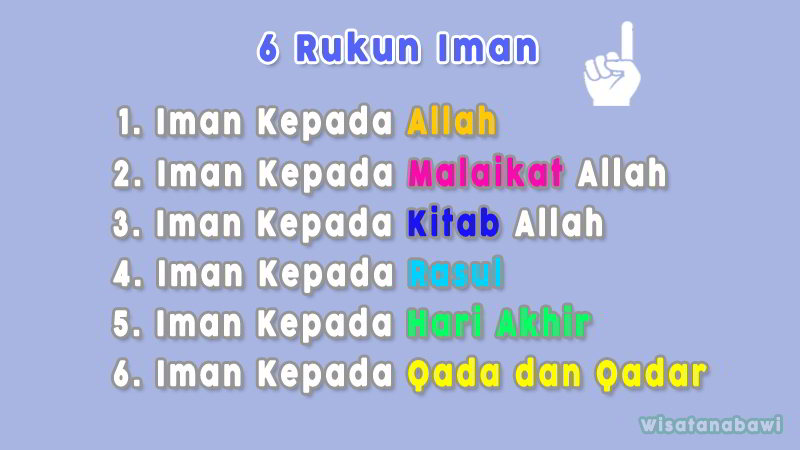 6 Rukun Iman
1. Iman Kepada Allah
2. Iman Kepada Malaikat Allah
3. Iman Kepada Kitab Allah
4. Iman Kepada Rasul
5. Iman Kepada Hari Akhir
6. Iman Kepada Qada dan Qadar
wisatanabawi